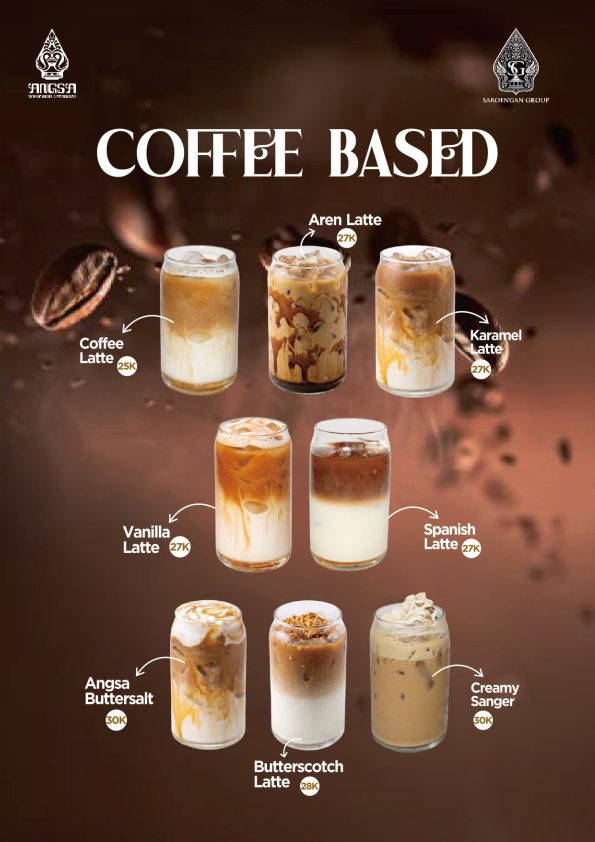 ANGSA
SAROENGAN GROUP
COFFEE BASED
Aren Latte
27K
Coffee
Latte 25K
Karamel
Latte
27K
Vanilla
Latte 27K
Spanish
Latte 27K
Angsa
Buttersalt
30K
Creamy
Sanger
30K
Butterscotch
Latte 28K